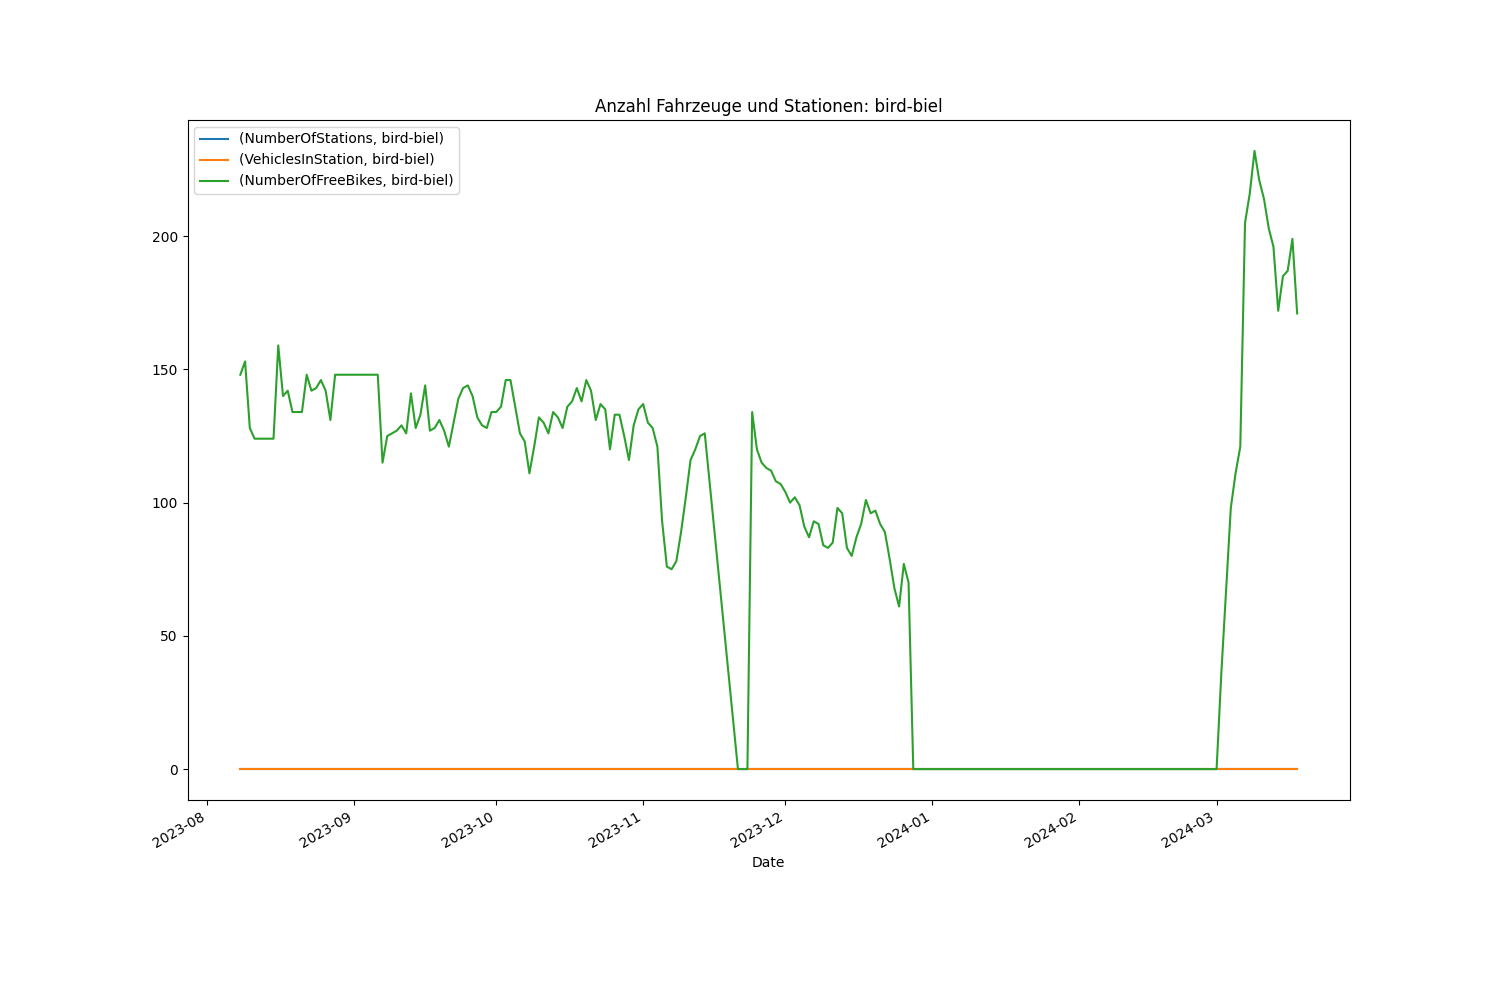 Anzahl Fahrzeuge und Stationen: bird-biel
(NumberOfStations, bird-biel)
(VehiclesInStation, bird-biel)
(NumberOfFreeBikes, bird-biel)
200
150
100
50
0
2023-08
2023-09
2023-10
2023-11
2023-12
2024-01
2024-02
2024-03
Date